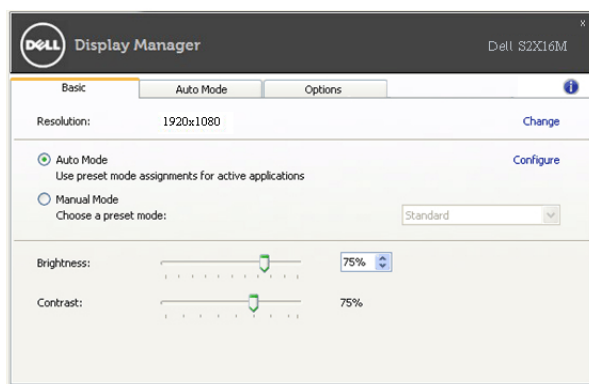 x
DELL Display Manager Dell S2X16M
Basic Auto Mode Options i
Resolution: 1920x1080 Change
Auto Mode Configure
Use preset mode assignments for active applications
Manual Mode
Choose a preset mode: Standard
Brightness: 75%
Contrast: 75%